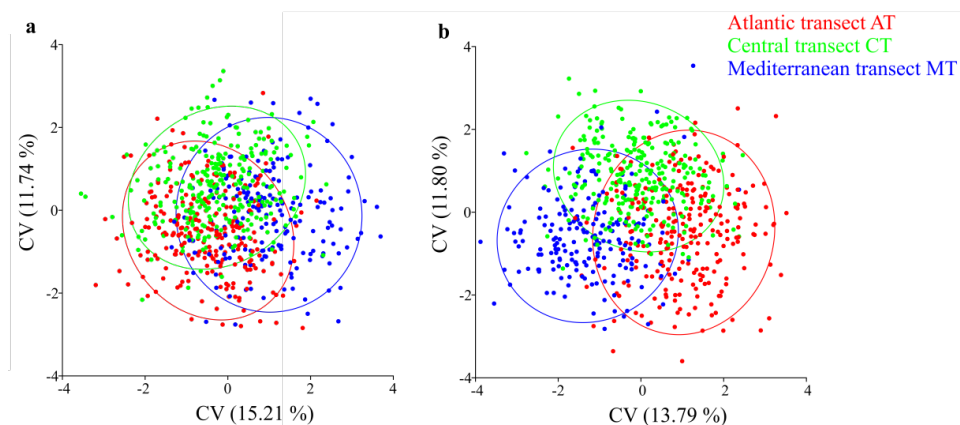 a
b
Atlantic transect AT
Central transect CT
Mediterranean transect MT
4
2
0
-2
-4
-4
-2
0
2
4
CV (11.74 %)
CV (15.21 %)
4
2
0
-2
-4
-4
-2
0
2
4
CV (11.80 %)
CV (13.79 %)